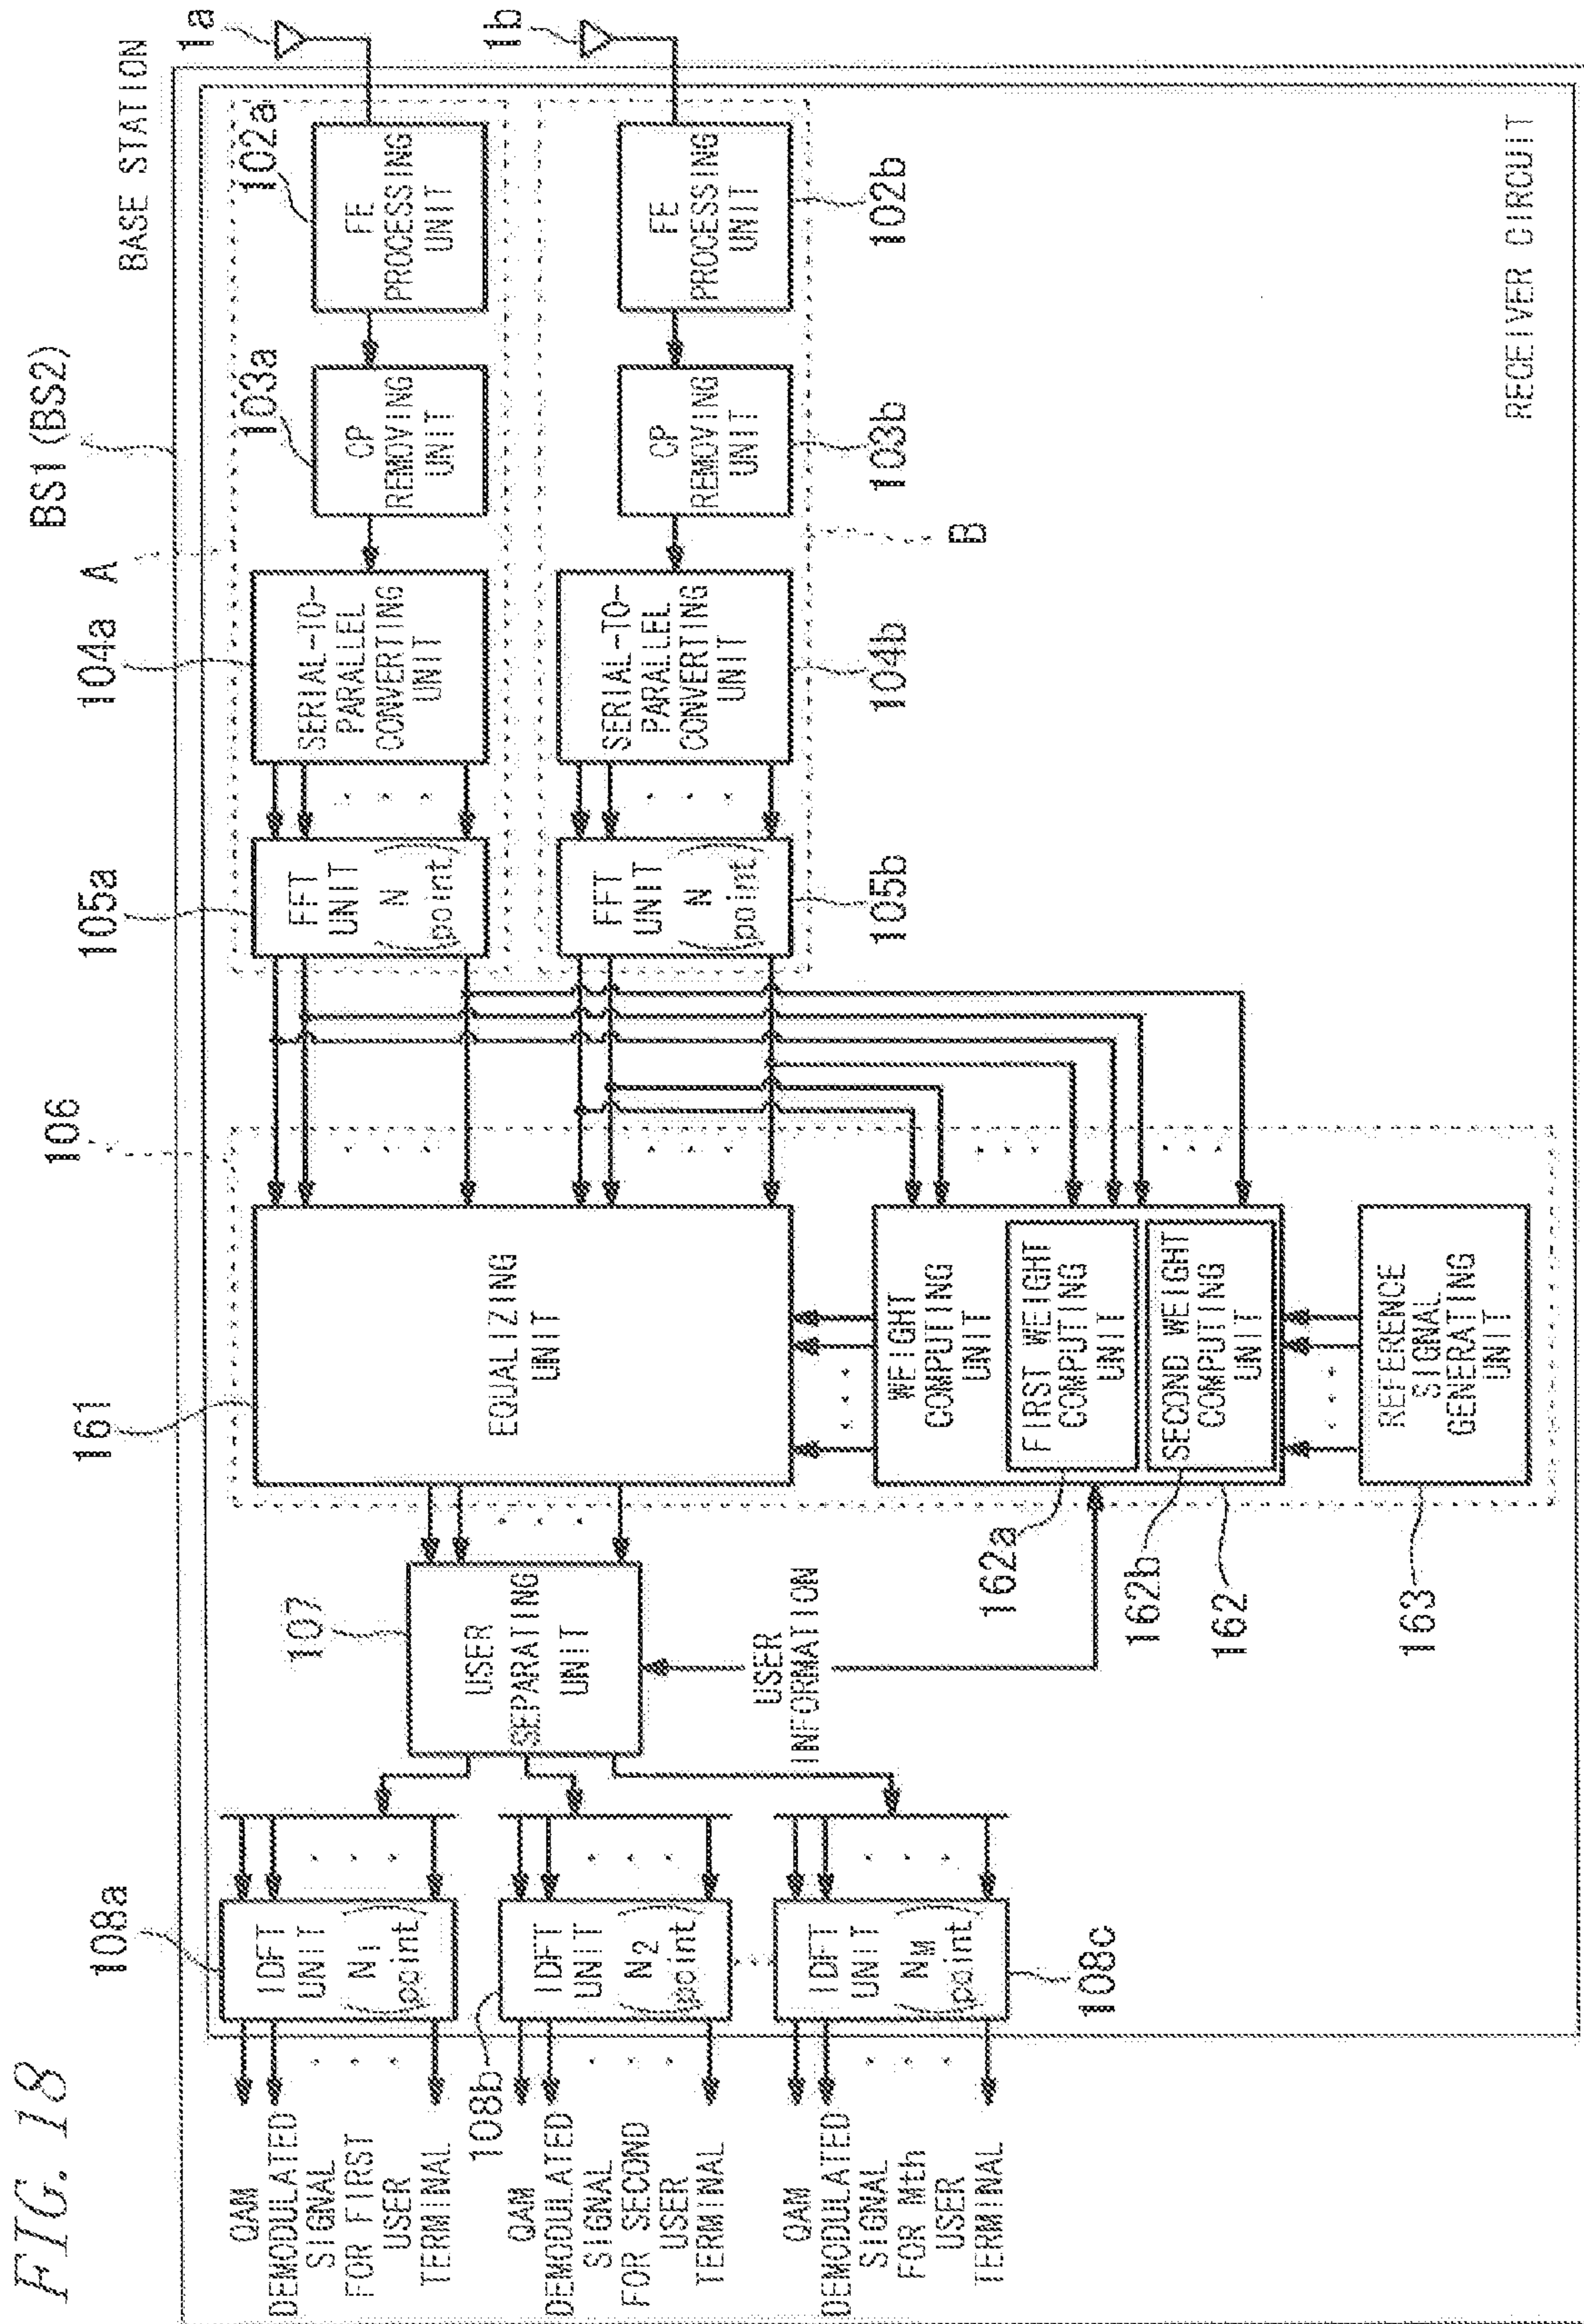 FIG. 18
BS1(BS2)
BASE STATION
1a
1b
A
102a
FE
PROCESSING
UNIT
103a
CP
REMOVING
UNIT
104a
SERIAL-TO-
PARALLEL
CONVERTING
UNIT
105a
FFT
UNIT
(N
point)
B
FE
PROCESSING
UNIT
102b
CP
REMOVING
UNIT
103b
SERIAL-TO-
PARALLEL
CONVERTING
UNIT
104b
FFT
UNIT
(N
point)
105b
106
161
EQUALIZING
UNIT
WEIGHT
COMPUTING
UNIT
FIRST WEIGHT
COMPUTING
UNIT
SECOND WEIGHT
COMPUTING
UNIT
162a
162b
162
REFERENCE
SIGNAL
GENERATING
UNIT
163
107
USER
SEPARATING
UNIT
USER
INFORMATION
108a
IDFT
UNIT
(N1
point)
108b
IDFT
UNIT
(N2
point)
IDFT
UNIT
(NM
point)
108c
QAM
DEMODULATED
SIGNAL
FOR FIRST
USER
TERMINAL
QAM
DEMODULATED
SIGNAL
FOR SECOND
USER
TERMINAL
QAM
DEMODULATED
SIGNAL
FOR Mth
USER
TERMINAL
RECEIVER CIRCUIT